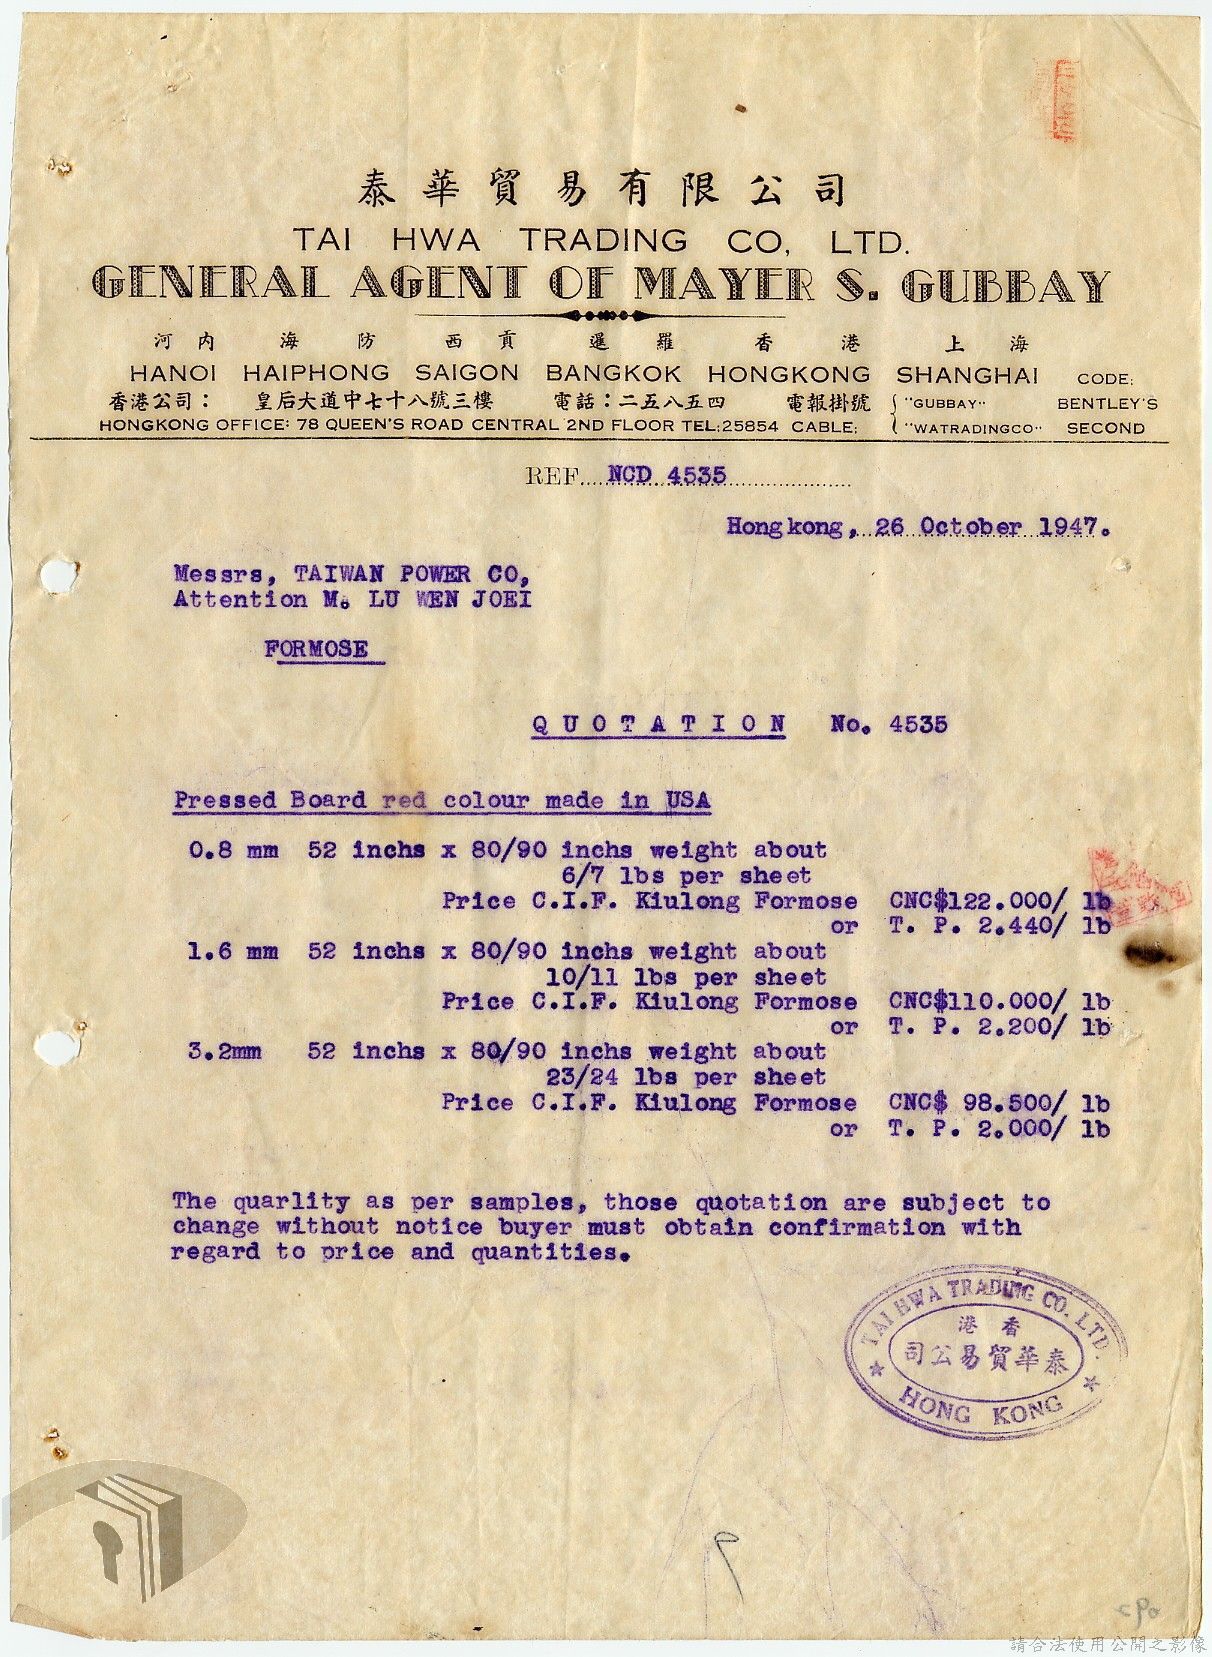 泰華貿易有限公司
TAI HWA TRADING CO, LTD.
GENERAL AGENT OF MAYER S. GUBBAY
河內 海防 西貢 暹羅 香港 上海
HANOI HAIPHONG SAIGON BANGKOK HONGKONG SHANGHAI CODE:
香港公司： 皇后大道中七十八號三樓 電話：二五八五四 電報掛號 "GUBBAY" BENTLEY'S
HONGKONG OFFICE: 78 QUEEN'S ROAD CENTRAL 2ND FLOOR TEL:25854 CABLE: "WATRADINGCO" SECOND
REF....NCD 4535
Hongkong, 26 October 1947.
Messrs, TAIWAN POWER CO,
Attention M. LU WEN JOEI
FORMOSE
QUOTATION No. 4535
Pressed Board red colour made in USA
0.8 mm 52 inchs x 80/90 inchs weight about
6/7 lbs per sheet
Price C.I.F. Kiulong Formose CNC$122.000/ lb
or T. P. 2.440/ lb
1.6 mm 52 inchs x 80/90 inchs weight about
10/11 lbs per sheet
Price C.I.F. Kiulong Formose CNC$110.000/ lb
or T. P. 2.200/ lb
3.2mm 52 inchs x 80/90 inchs weight about
23/24 lbs per sheet
Price C.I.F. Kiulong Formose CNC$ 98.500/ lb
or T. P. 2.000/ lb
The quarlity as per samples, those quotation are subject to
change without notice buyer must obtain confirmation with
regard to price and quantities.
TAI HWA TRADING CO. LTD.
港香
司公易貿華泰
★ HONG KONG ★
請合法使用公開之影像